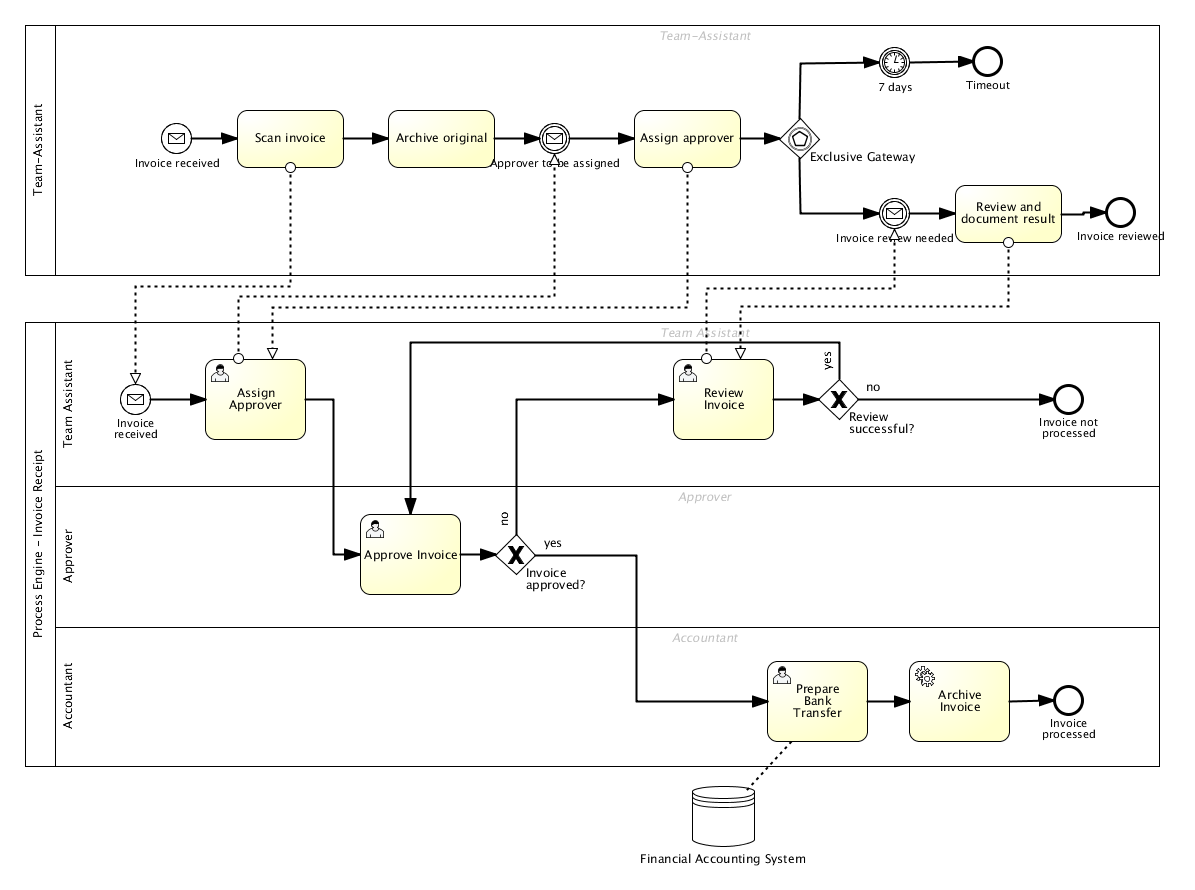 Team-Assistant
Team-Assistant
7 days
Timeout
Scan invoice
Archive original
Assign approver
Invoice received
Approver to be assigned
Exclusive Gateway
Review and
document result
Invoice review needed
Invoice reviewed
Process Engine - Invoice Receipt
Team Assistant
Team Assistant
yes
no
Assign
Approver
Review
Invoice
Invoice
received
Review
successful?
Invoice not
processed
Approver
Approver
no
yes
Approve Invoice
Invoice
approved?
Accountant
Accountant
Prepare
Bank
Transfer
Archive
Invoice
Invoice
processed
Financial Accounting System